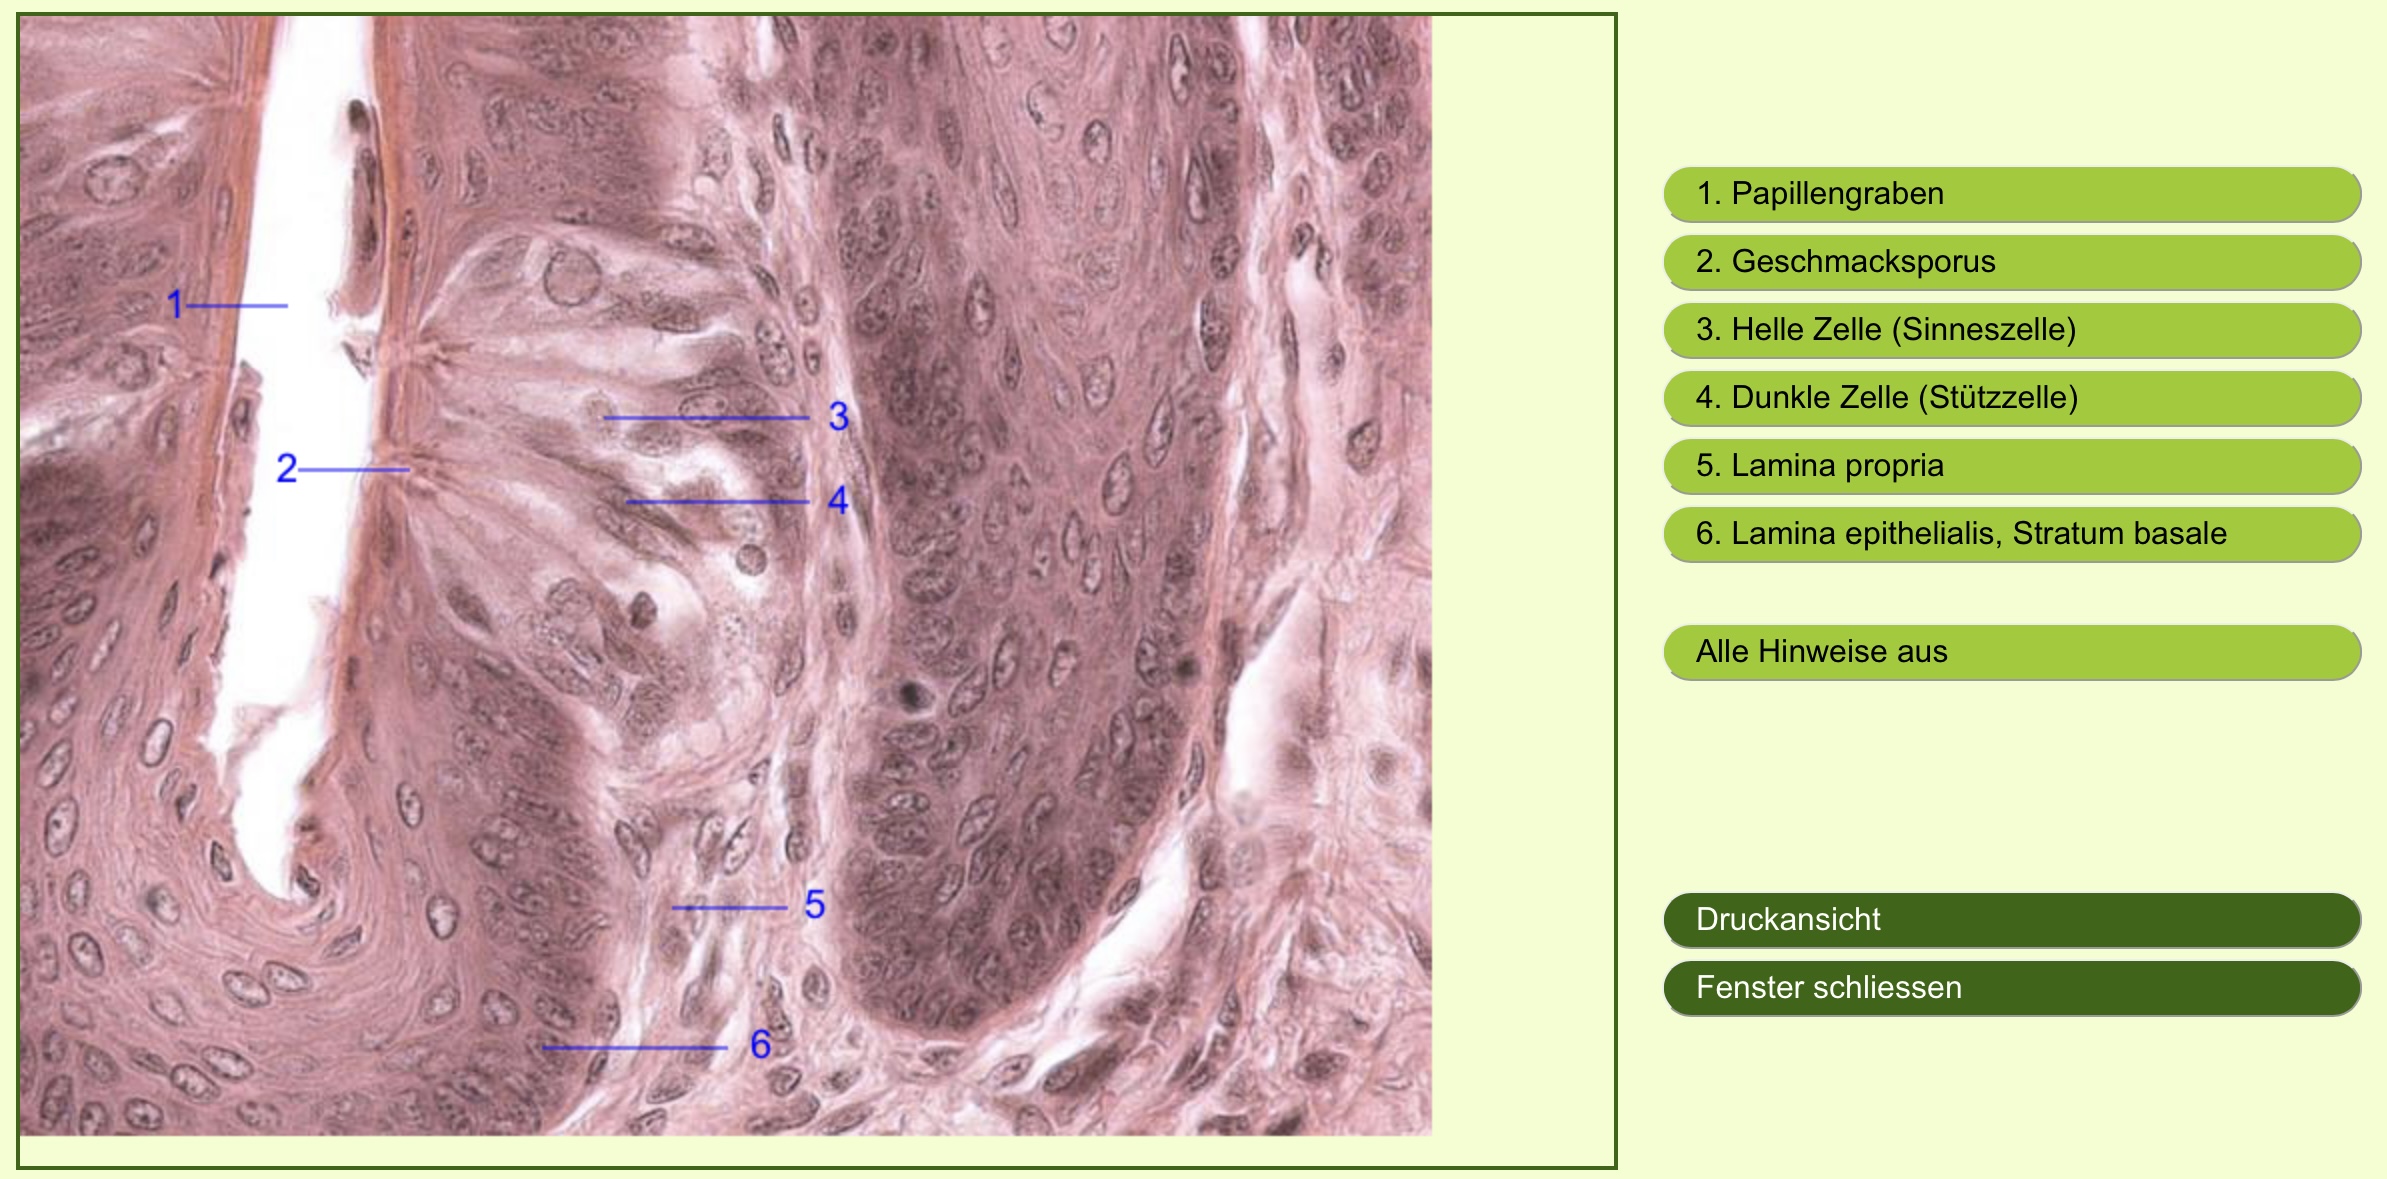 1
2
3
4
5
6
1. Papillengraben
2. Geschmacksporus
3. Helle Zelle (Sinneszelle)
4. Dunkle Zelle (Stützzelle)
5. Lamina propria
6. Lamina epithelialis, Stratum basale
Alle Hinweise aus
Druckansicht
Fenster schliessen